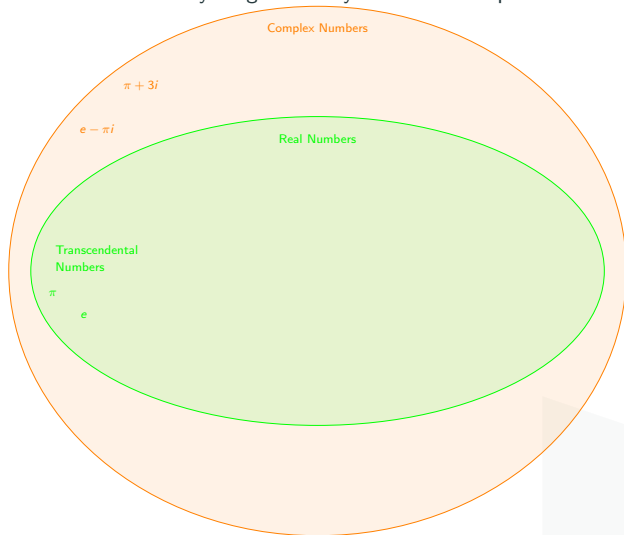 Complex Numbers
π + 3i
e − πi
Real Numbers
Transcendental
Numbers
π
e